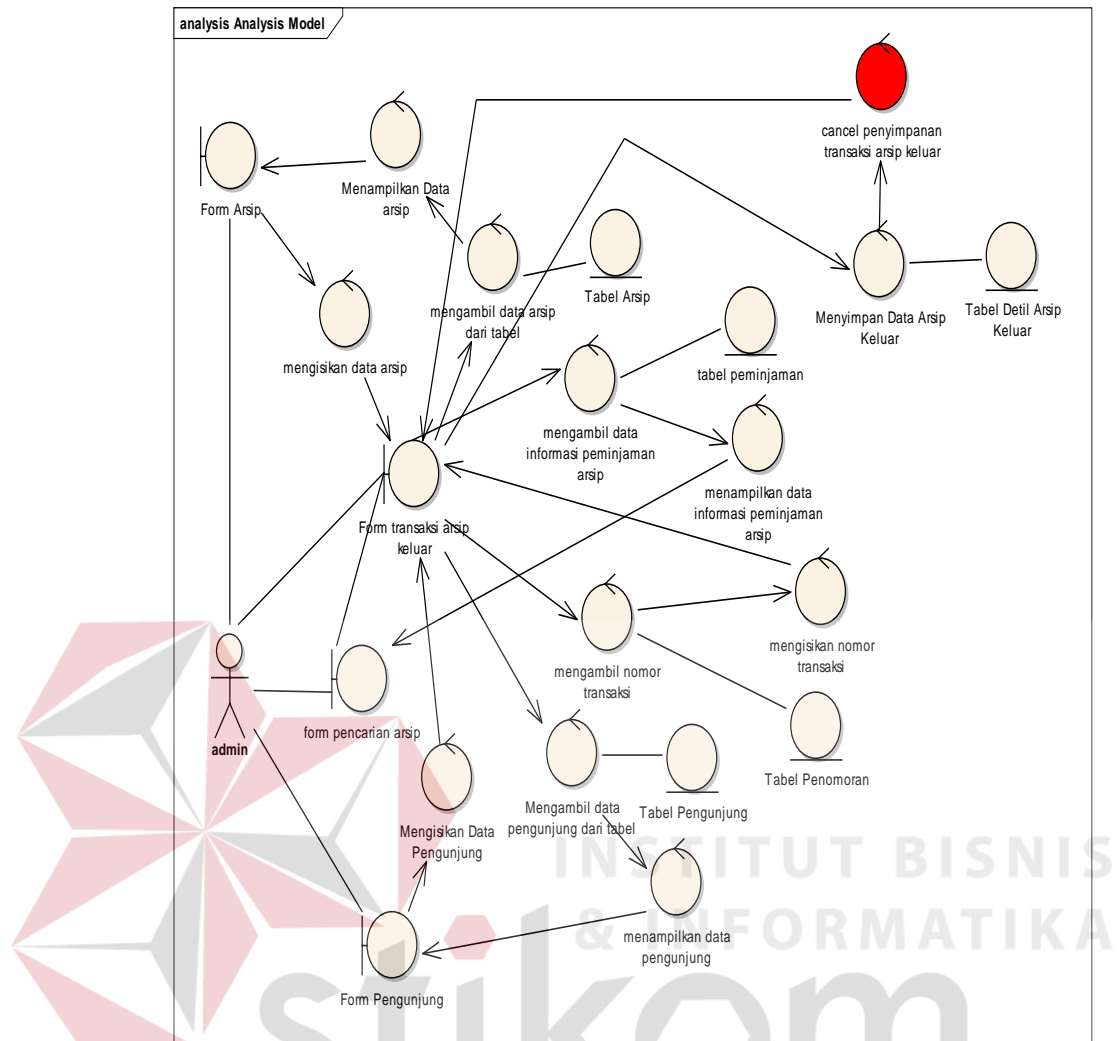 analysis Analysis Model
cancel penyimpanan
transaksi arsip keluar
Menampilkan Data
arsip
Form Arsip
mengambil data arsip
dari tabel
Tabel Arsip
Menyimpan Data Arsip
Keluar
Tabel Detil Arsip
Keluar
mengisikan data arsip
tabel peminjaman
mengambil data
informasi peminjaman
arsip
menampilkan data
informasi peminjaman
arsip
Form transaksi arsip
keluar
mengambil nomor
transaksi
mengisikan nomor
transaksi
admin
form pencarian arsip
Tabel Penomoran
Mengisikan Data
Pengunjung
Mengambil data
pengunjung dari tabel
Tabel Pengunjung
menampilkan data
pengunjung
Form Pengunjung
INSTITUT BISNIS
& INFORMATIKA
stikom